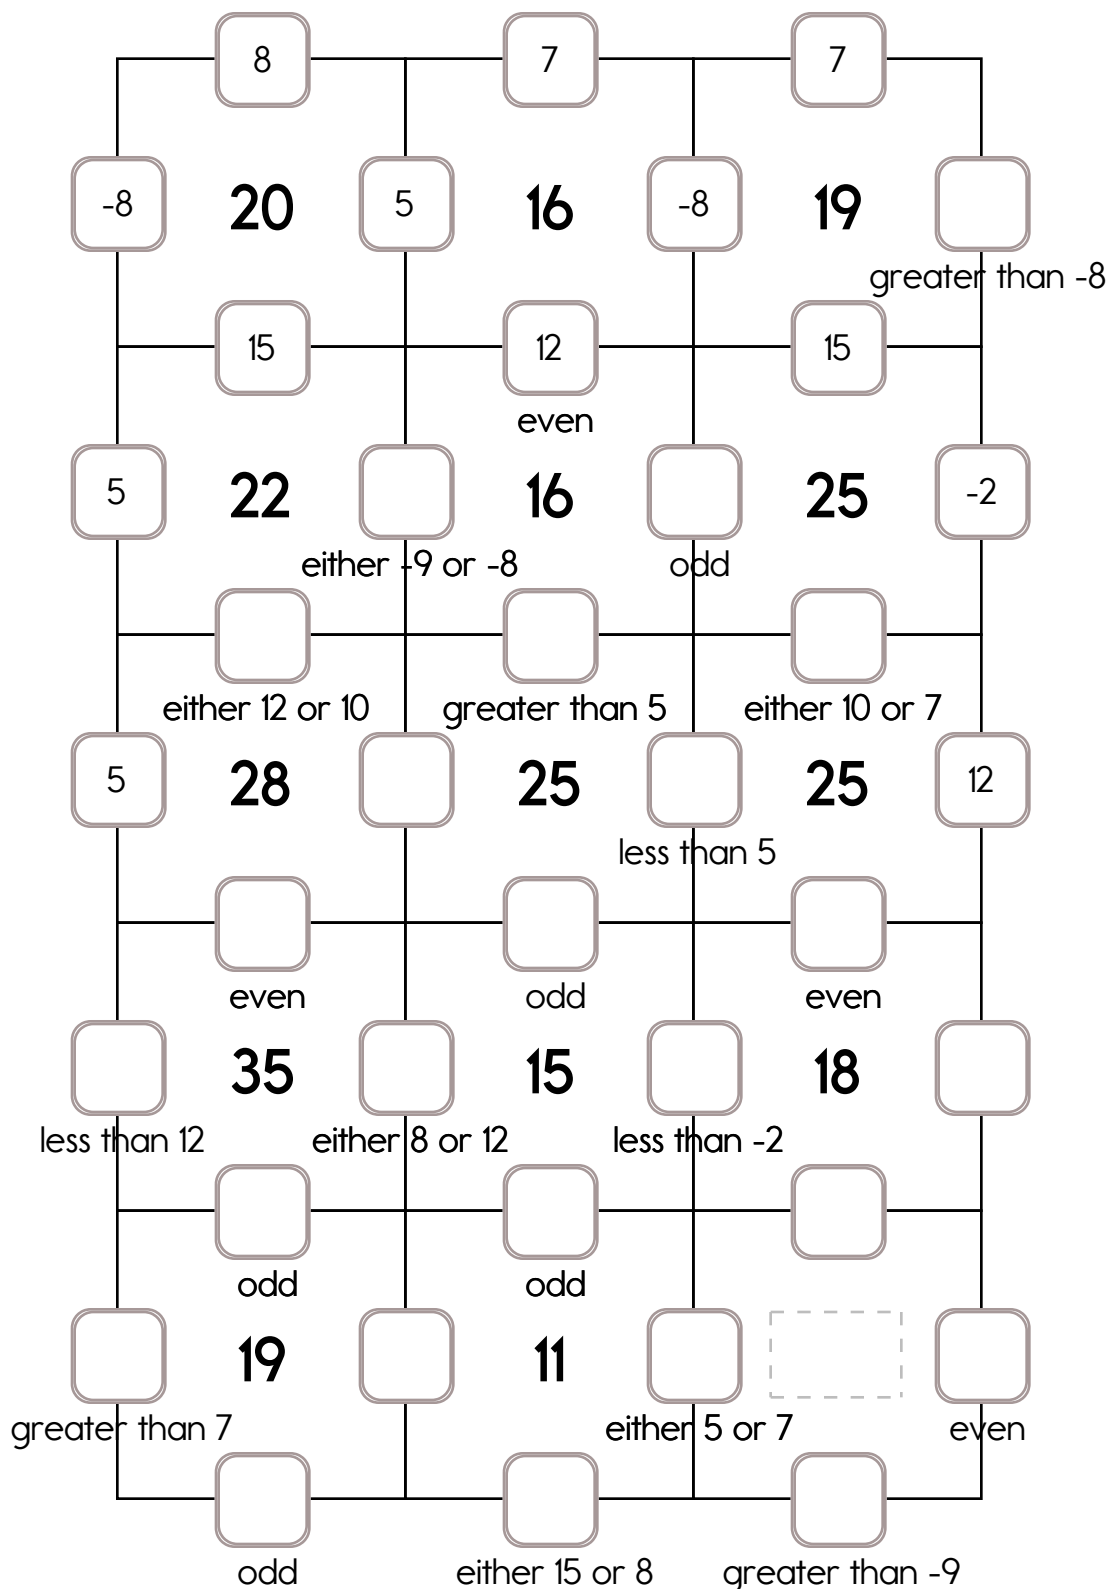 8 7 7
-8 20 5 16 -8 19
greater than -8
15 12 15
even
5 22 16 25 -2
either -9 or -8 odd
either 12 or 10 greater than 5 either 10 or 7
5 28 25 25 12
less than 5
even odd even
35 15 18
less than 12 either 8 or 12 less than -2
odd odd
19 11
greater than 7 either 5 or 7 even
odd either 15 or 8 greater than -9